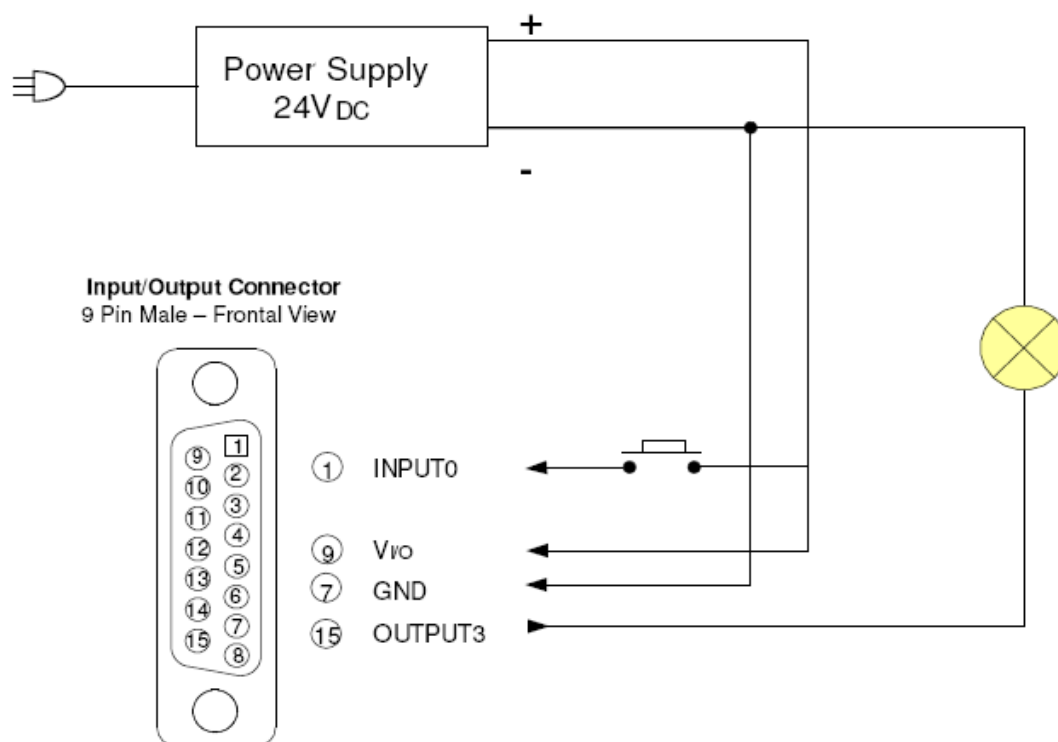 +
Power Supply
24VDC
-
Input/Output Connector
9 Pin Male – Frontal View
1
9
2
10
3
11
4
12
5
13
6
14
7
15
8
1 INPUT0
9 VI/O
7 GND
15 OUTPUT3